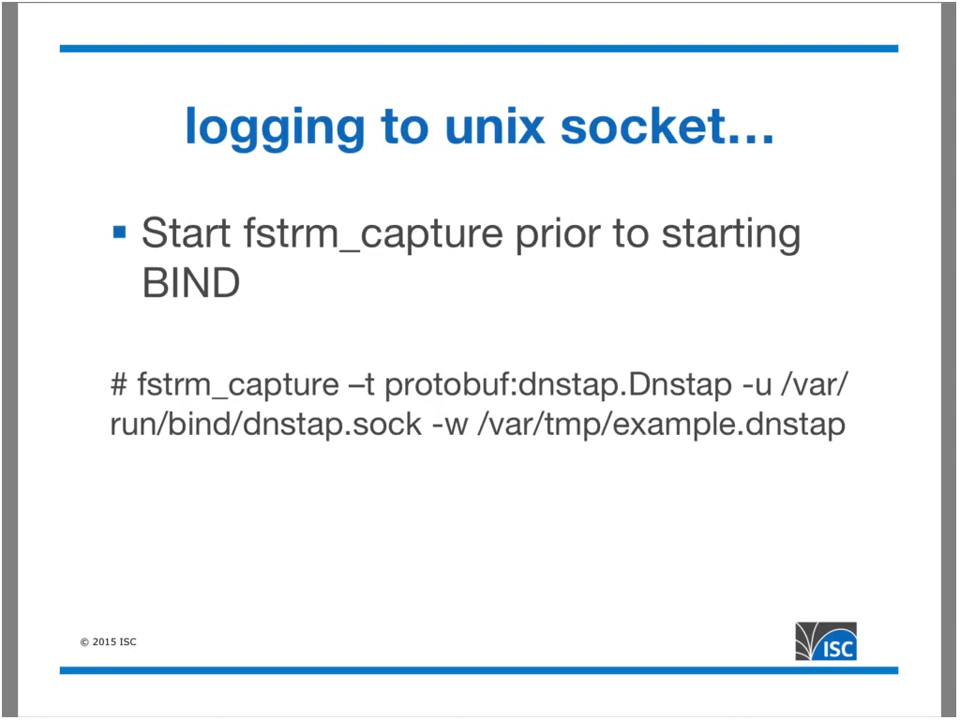 logging to unix socket…
▪ Start fstrm_capture prior to starting
BIND
# fstrm_capture –t protobuf:dnstap.Dnstap -u /var/
run/bind/dnstap.sock -w /var/tmp/example.dnstap
© 2015 ISC
ISC